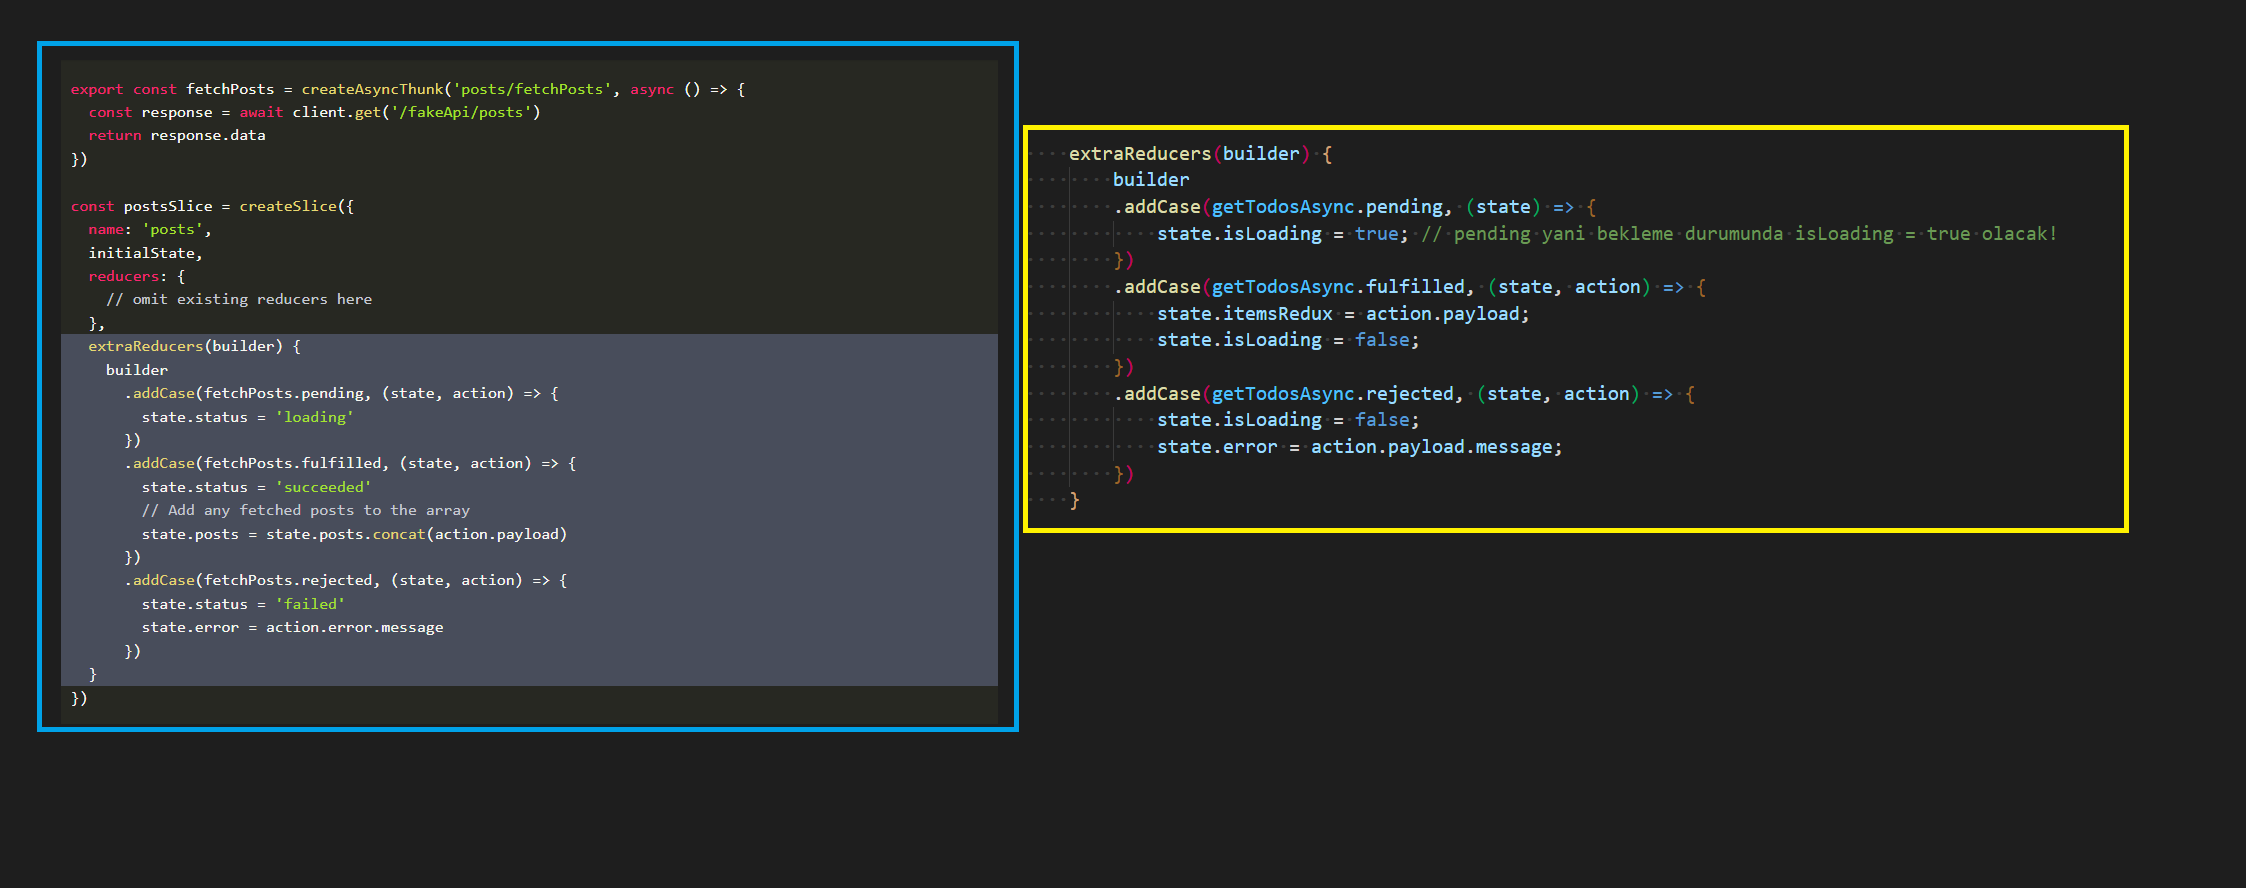 export const fetchPosts = createAsyncThunk('posts/fetchPosts', async () => {
  const response = await client.get('/fakeApi/posts')
  return response.data
})

const postsSlice = createSlice({
  name: 'posts',
  initialState,
  reducers: {
    // omit existing reducers here
  },
  extraReducers(builder) {
    builder
      .addCase(fetchPosts.pending, (state, action) => {
        state.status = 'loading'
      })
      .addCase(fetchPosts.fulfilled, (state, action) => {
        state.status = 'succeeded'
        // Add any fetched posts to the array
        state.posts = state.posts.concat(action.payload)
      })
      .addCase(fetchPosts.rejected, (state, action) => {
        state.status = 'failed'
        state.error = action.error.message
      })
  }
})

    extraReducers(builder) {
        builder
        .addCase(getTodosAsync.pending, (state) => {
            state.isLoading = true; // pending yani bekleme durumunda isLoading = true olacak!
        })
        .addCase(getTodosAsync.fulfilled, (state, action) => {
            state.itemsRedux = action.payload;
            state.isLoading = false;
        })
        .addCase(getTodosAsync.rejected, (state, action) => {
            state.isLoading = false;
            state.error = action.payload.message;
        })
    }